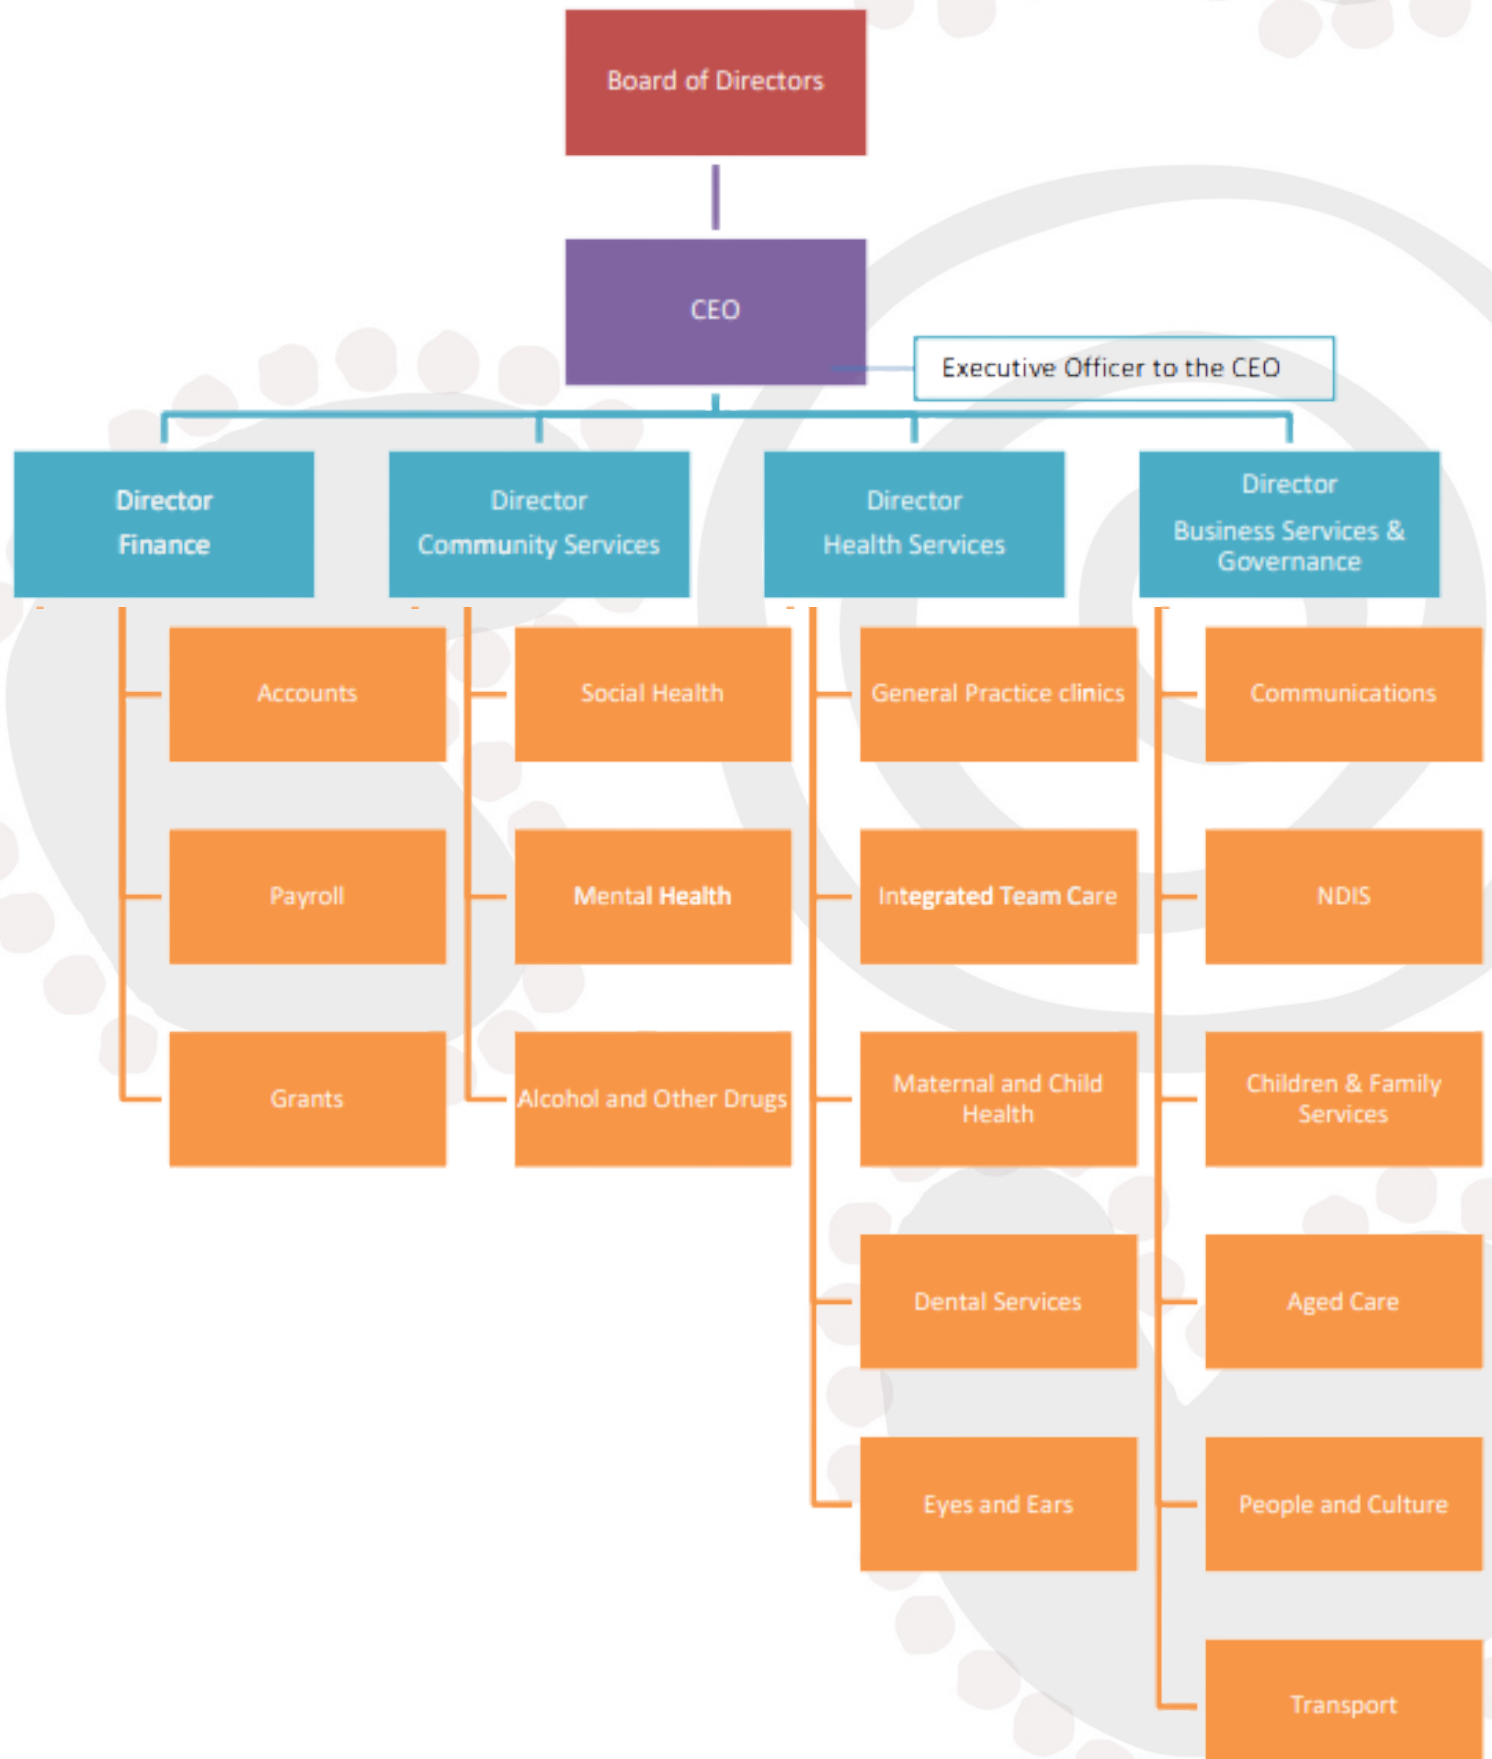 Board of Directors
CEO
Executive Officer to the CEO
Director
Finance
Director
Community Services
Director
Health Services
Director
Business Services &
Governance
Accounts
Payroll
Grants
Social Health
Mental Health
Alcohol and Other Drugs
General Practice clinics
Integrated Team Care
Maternal and Child
Health
Dental Services
Eyes and Ears
Communications
NDIS
Children & Family
Services
Aged Care
People and Culture
Transport